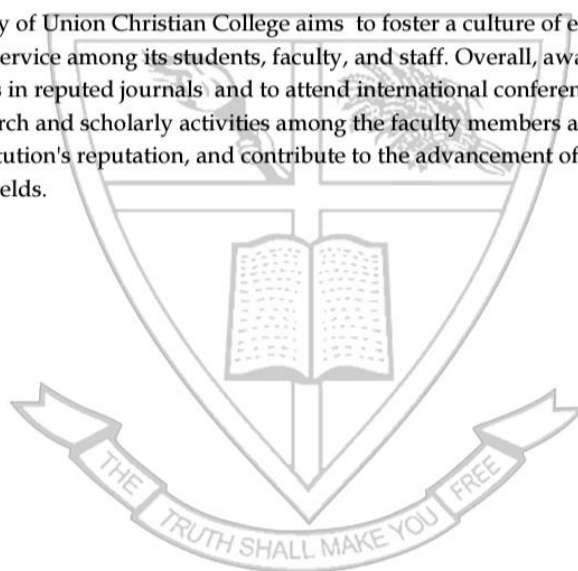 y of Union Christian College aims to foster a culture of e
ervice among its students, faculty, and staff. Overall, awa
s in reputed journals and to attend international conferen
rch and scholarly activities among the faculty members a
ution's reputation, and contribute to the advancement of
elds.
THE TRUTH SHALL MAKE YOU FREE